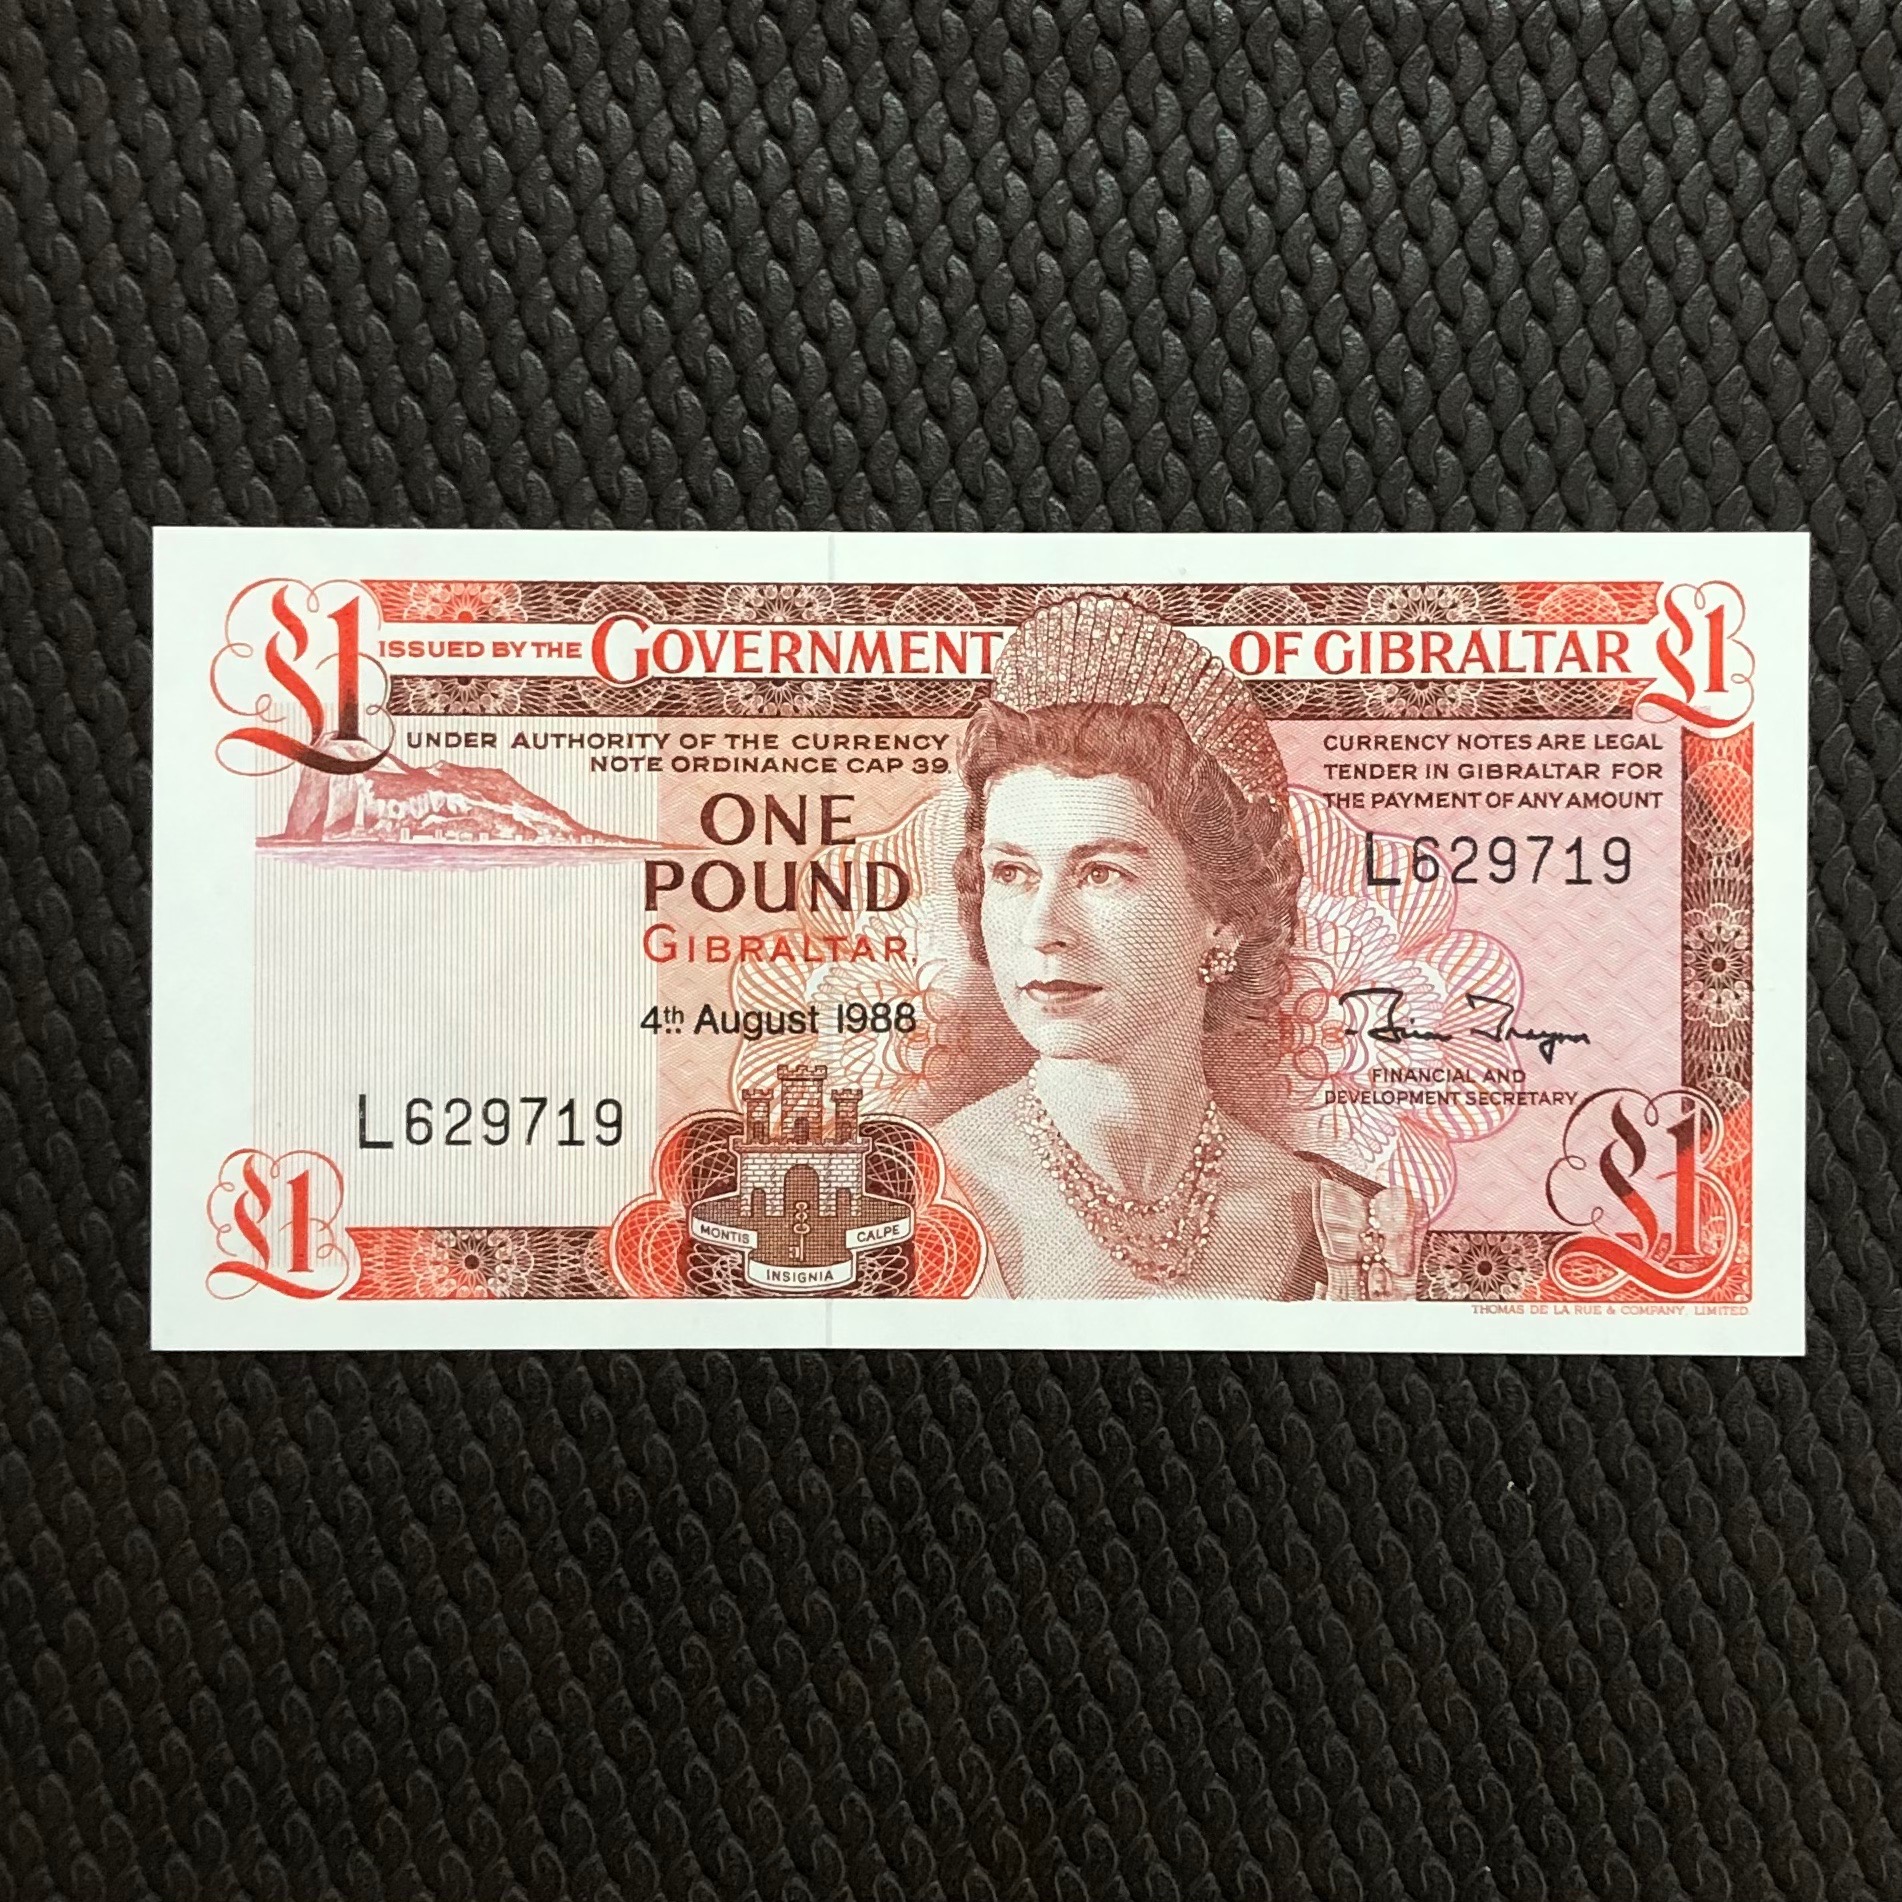 £1
ISSUED BY THE GOVERNMENT OF GIBRALTAR
£1
UNDER AUTHORITY OF THE CURRENCY
NOTE ORDINANCE CAP 39.
CURRENCY NOTES ARE LEGAL
TENDER IN GIBRALTAR FOR
THE PAYMENT OF ANY AMOUNT
ONE
POUND
GIBRALTAR,
4th August 1988
L629719
Brian Traynor
FINANCIAL AND
DEVELOPMENT SECRETARY
L629719
MONTIS
CALPE
INSIGNIA
£1
£1
THOMAS DE LA RUE & COMPANY, LIMITED